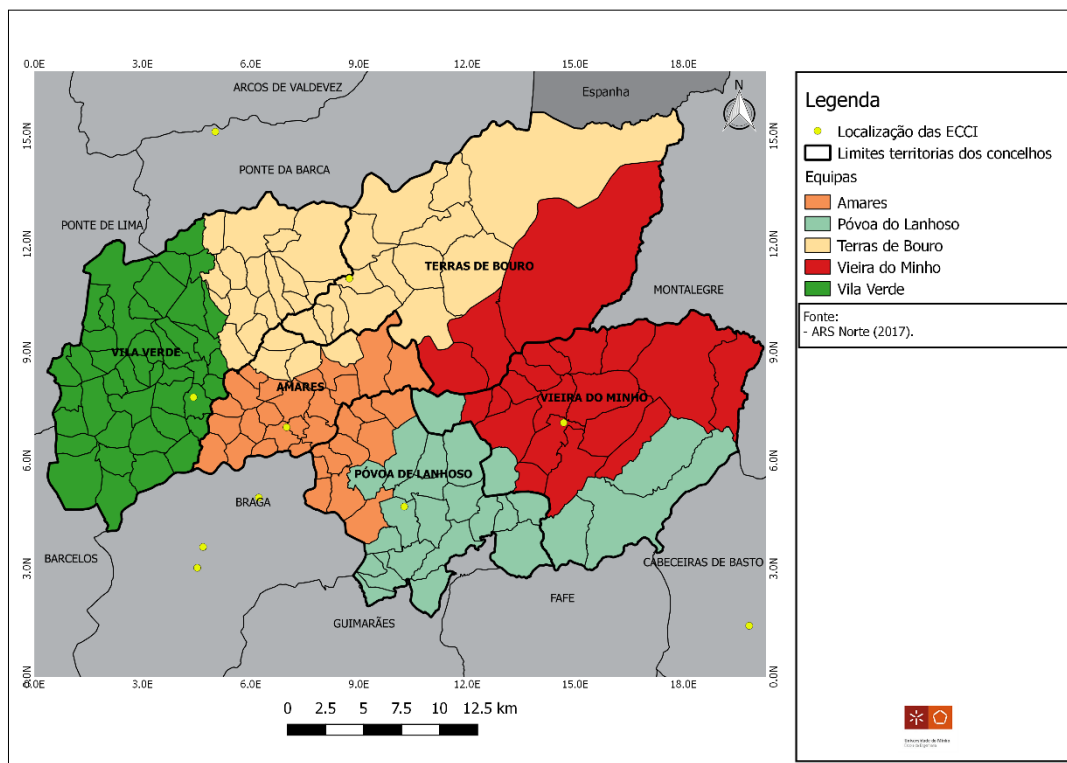 0.0E 3.0E 6.0E 9.0E 12.0E 15.0E 18.0E
ARCOS DE VALDEVEZ
Espanha
N
15.0N 15.0N
PONTE DA BARCA
PONTE DE LIMA
12.0N 12.0N
TERRAS DE BOURO
MONTALEGRE
9.0N 9.0N
VILA VERDE
AMARES
VIEIRA DO MINHO
6.0N 6.0N
PÓVOA DE LANHOSO
BRAGA
BARCELOS
CABECEIRAS DE BASTO
3.0N 3.0N
FAFE
GUIMARÃES
0.0N 0.0N
0.0E 3.0E 6.0E 9.0E 12.0E 15.0E 18.0E
0 2.5 5 7.5 10 12.5 km
Legenda
Localização das ECCI
Limites territorias dos concelhos
Equipas
Amares
Póvoa do Lanhoso
Terras de Bouro
Vieira do Minho
Vila Verde
Fonte:
- ARS Norte (2017).
Universidade do Minho